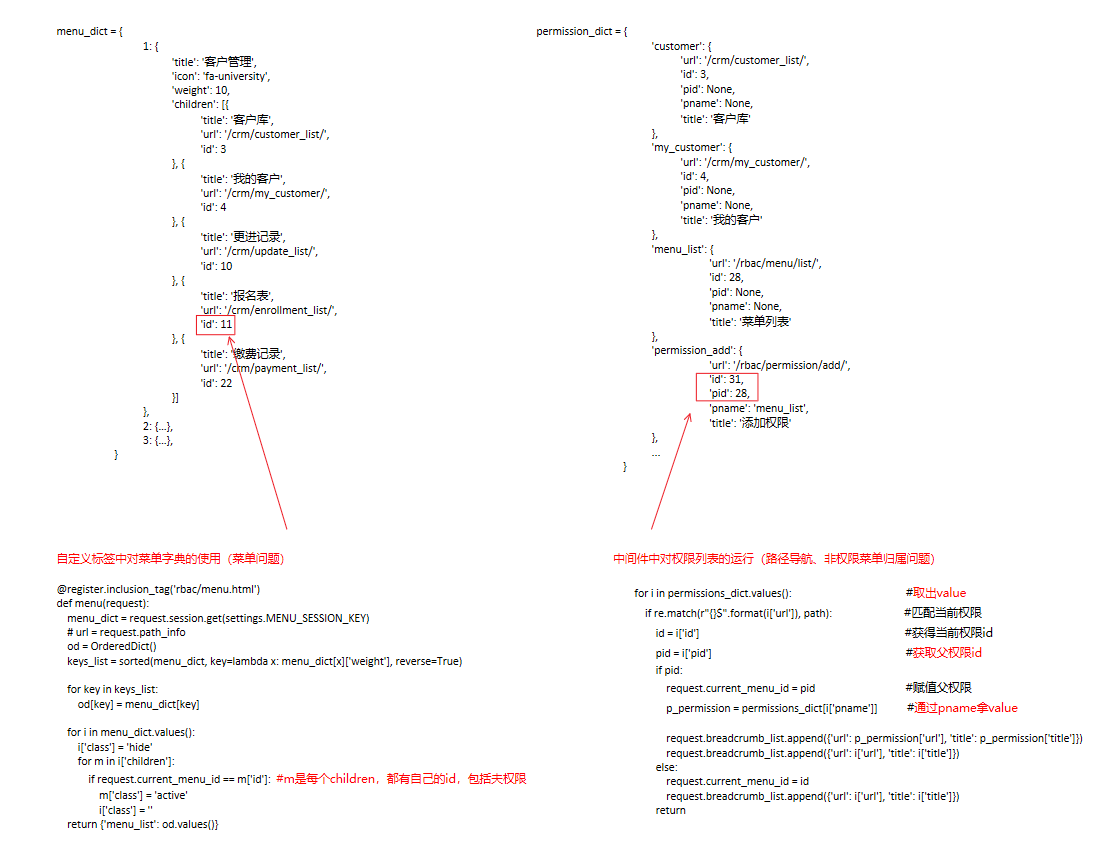 menu_dict = {
1: {
'title': '客户管理',
'icon': 'fa-university',
'weight': 10,
'children': [{
'title': '客户库',
'url': '/crm/customer_list/',
'id': 3
}, {
'title': '我的客户',
'url': '/crm/my_customer/',
'id': 4
}, {
'title': '更进记录',
'url': '/crm/update_list/',
'id': 10
}, {
'title': '报名表',
'url': '/crm/enrollment_list/',
'id': 11
}, {
'title': '缴费记录',
'url': '/crm/payment_list/',
'id': 22
}]
},
2: {...},
3: {...},
}
自定义标签中对菜单字典的使用（菜单问题）
@register.inclusion_tag('rbac/menu.html')
def menu(request):
menu_dict = request.session.get(settings.MENU_SESSION_KEY)
# url = request.path_info
od = OrderedDict()
keys_list = sorted(menu_dict, key=lambda x: menu_dict[x]['weight'], reverse=True)
for key in keys_list:
od[key] = menu_dict[key]
for i in menu_dict.values():
i['class'] = 'hide'
for m in i['children']:
if request.current_menu_id == m['id']: #m是每个children，都有自己的id，包括夫权限
m['class'] = 'active'
i['class'] = ''
return {'menu_list': od.values()}
permission_dict = {
'customer': {
'url': '/crm/customer_list/',
'id': 3,
'pid': None,
'pname': None,
'title': '客户库'
},
'my_customer': {
'url': '/crm/my_customer/',
'id': 4,
'pid': None,
'pname': None,
'title': '我的客户'
},
'menu_list': {
'url': '/rbac/menu/list/',
'id': 28,
'pid': None,
'pname': None,
'title': '菜单列表'
},
'permission_add': {
'url': '/rbac/permission/add/',
'id': 31,
'pid': 28,
'pname': 'menu_list',
'title': '添加权限'
},
...
}
中间件中对权限列表的运行（路径导航、非权限菜单归属问题）
for i in permissions_dict.values(): #取出value
if re.match(r"{}$".format(i['url']), path): #匹配当前权限
id = i['id'] #获得当前权限id
pid = i['pid'] #获取父权限id
if pid:
request.current_menu_id = pid #赋值父权限
p_permission = permissions_dict[i['pname']] #通过pname拿value
request.breadcrumb_list.append({'url': p_permission['url'], 'title': p_permission['title']})
request.breadcrumb_list.append({'url': i['url'], 'title': i['title']})
else:
request.current_menu_id = id
request.breadcrumb_list.append({'url': i['url'], 'title': i['title']})
return